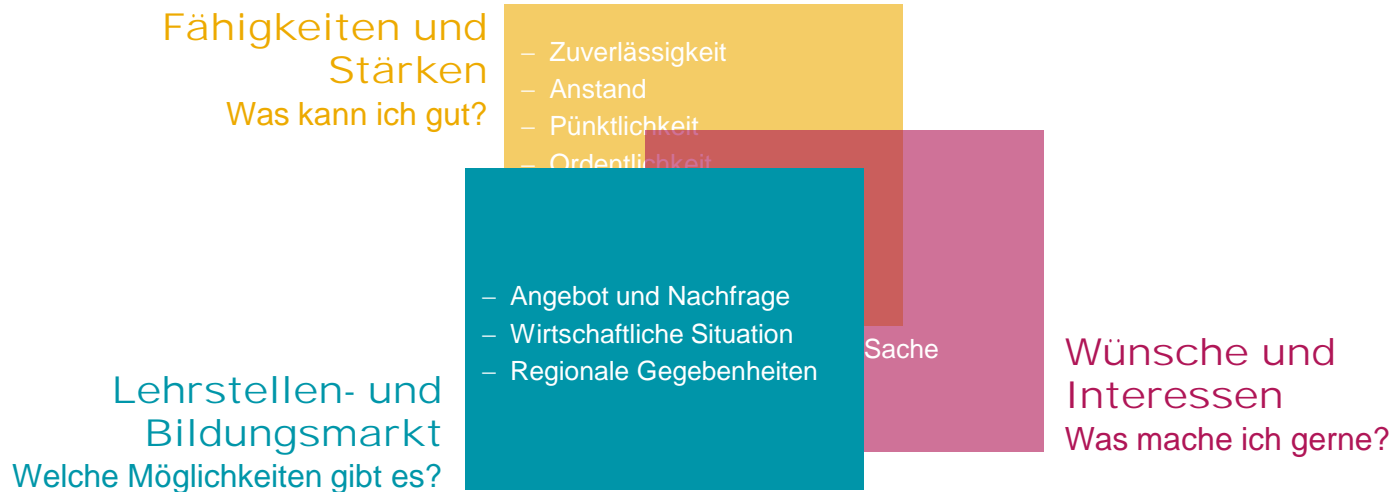 Fähigkeiten und
Stärken
Was kann ich gut?
– Zuverlässigkeit
– Anstand
– Pünktlichkeit
– Ordentlichkeit
– Angebot und Nachfrage
– Wirtschaftliche Situation
– Regionale Gegebenheiten
Sache
Lehrstellen- und
Bildungsmarkt
Welche Möglichkeiten gibt es?
Wünsche und
Interessen
Was mache ich gerne?